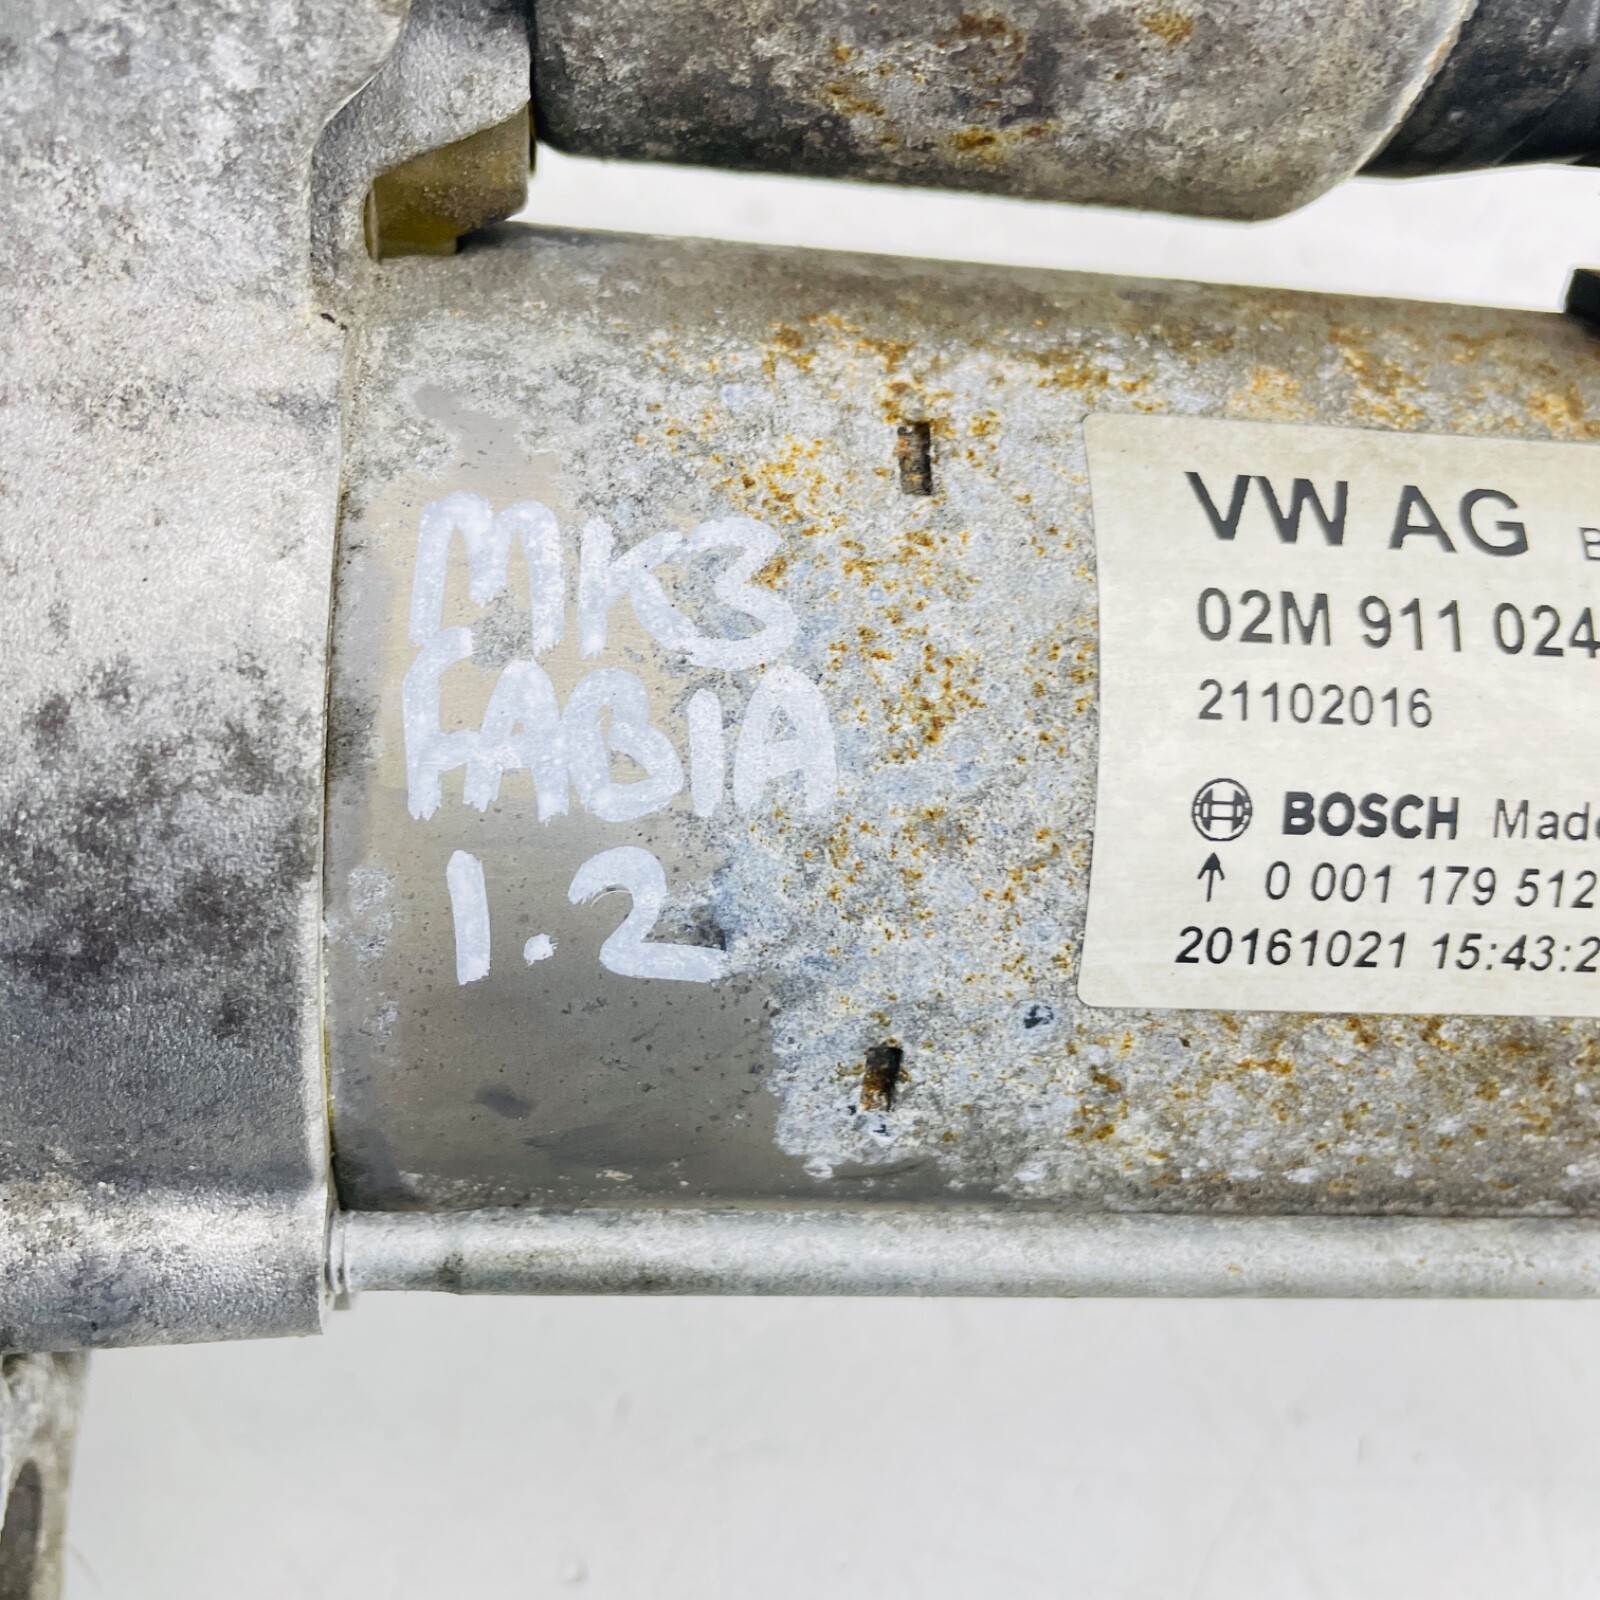 MK3
FABIA
1.2
VW AG
02M 911 024
21102016
BOSCH Made
↑ 0 001 179 512
20161021 15:43:2